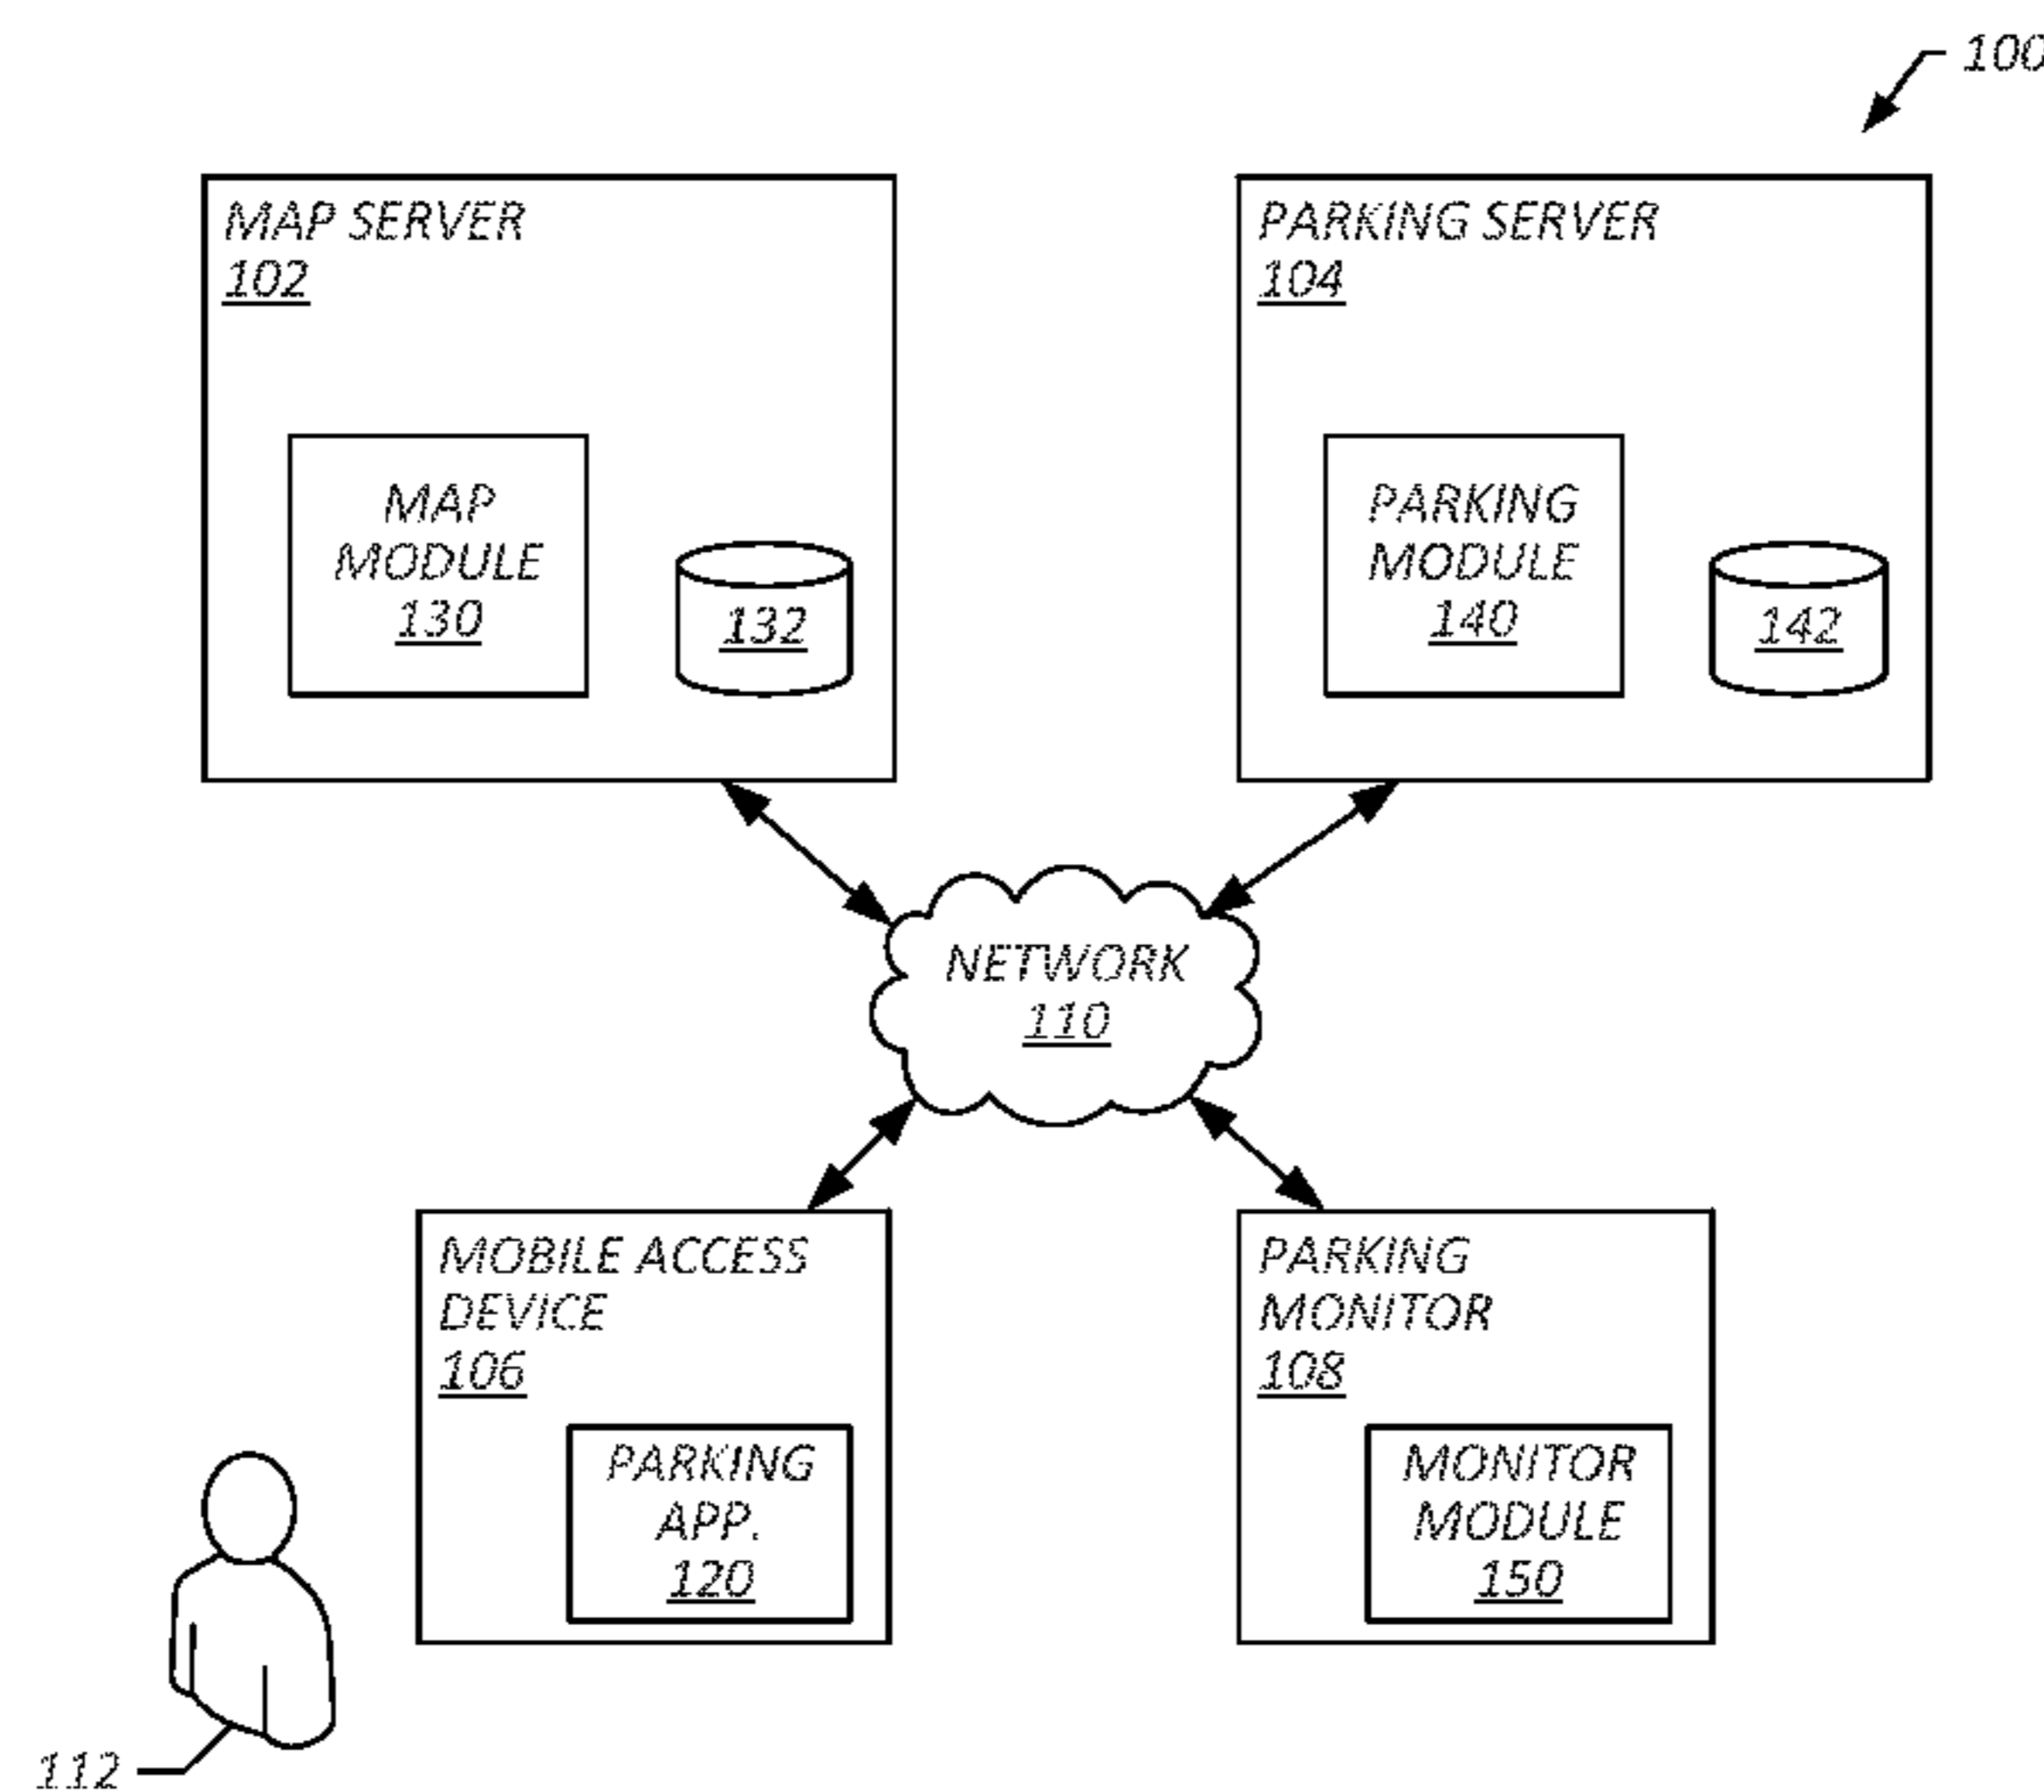 100
MAP SERVER
102
MAP
MODULE
130
132
PARKING SERVER
104
PARKING
MODULE
140
142
NETWORK
110
MOBILE ACCESS
DEVICE
106
PARKING
APP.
120
PARKING
MONITOR
108
MONITOR
MODULE
150
112